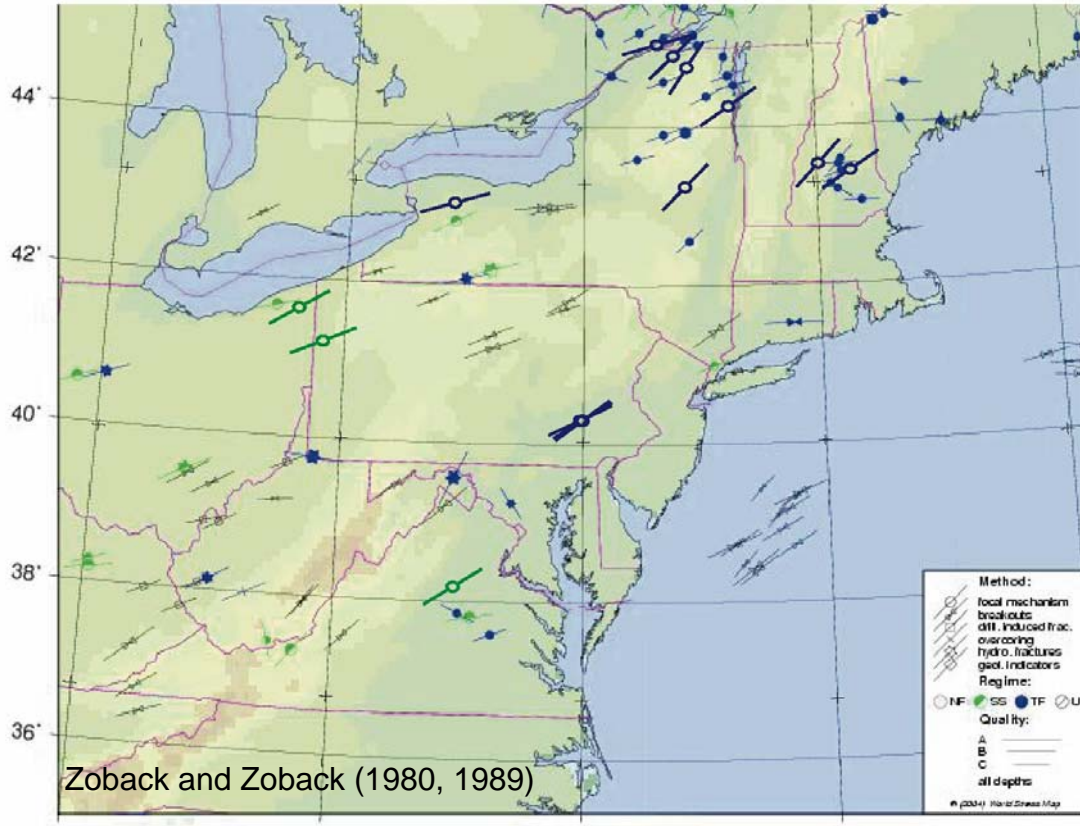 44°
42°
40°
38°
36°
Zoback and Zoback (1980, 1989)
Method:
focal mechanism
breakouts
drill. induced frac.
overcoring
hydro. fractures
geol. indicators
Regime:
NF SS TF U
Quality:
A
B
C
all depths
© (2004) World Stress Map